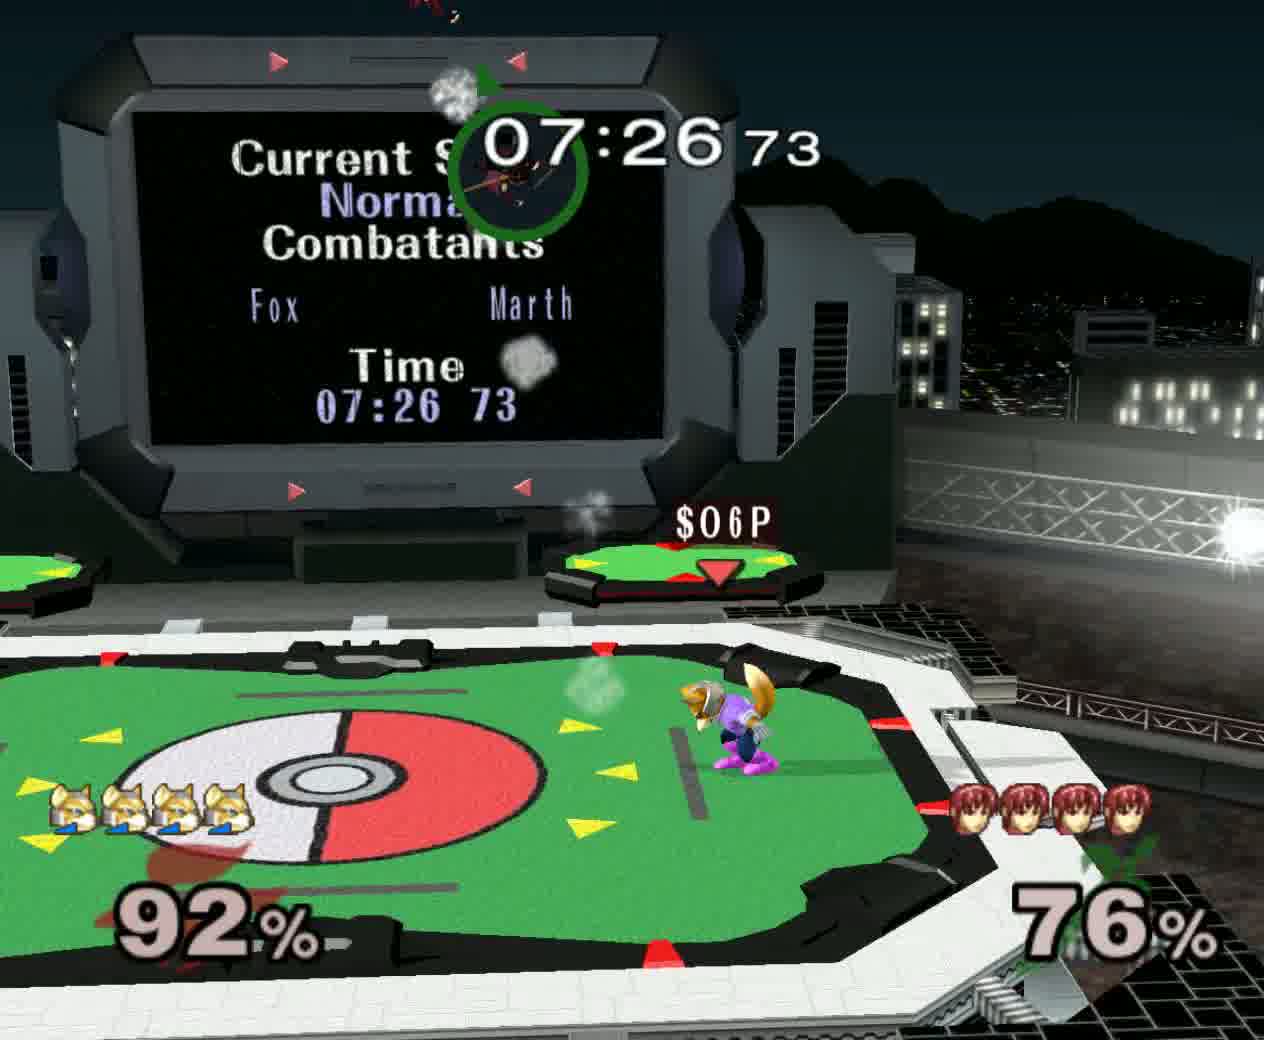 07:26 73
Current S
Norma
Combatants
Fox Marth
Time
07:26 73
$06P
92%
76%